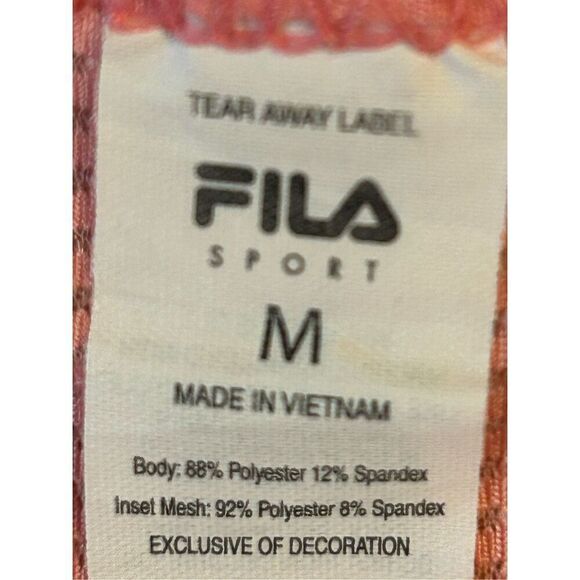 TEAR AWAY LABEL
FILA
SPORT
M
MADE IN VIETNAM
Body: 88% Polyester 12% Spandex
Inset Mesh: 92% Polyester 8% Spandex
EXCLUSIVE OF DECORATION